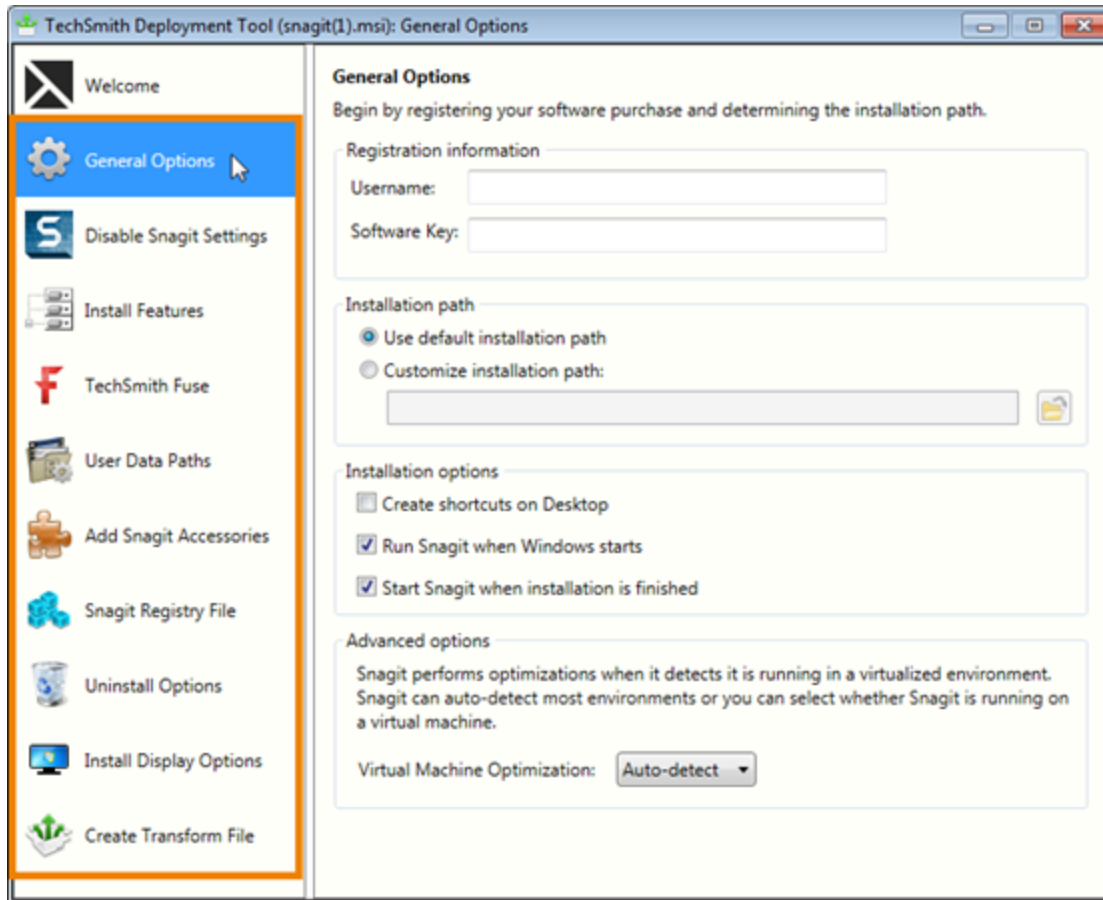 TechSmith Deployment Tool (snagit(1).msi): General Options
Welcome
General Options
Disable Snagit Settings
Install Features
TechSmith Fuse
User Data Paths
Add Snagit Accessories
Snagit Registry File
Uninstall Options
Install Display Options
Create Transform File
General Options
Begin by registering your software purchase and determining the installation path.
Registration information
Username:
Software Key:
Installation path
Use default installation path
Customize installation path:
Installation options
Create shortcuts on Desktop
Run Snagit when Windows starts
Start Snagit when installation is finished
Advanced options
Snagit performs optimizations when it detects it is running in a virtualized environment.
Snagit can auto-detect most environments or you can select whether Snagit is running on
a virtual machine.
Virtual Machine Optimization: Auto-detect